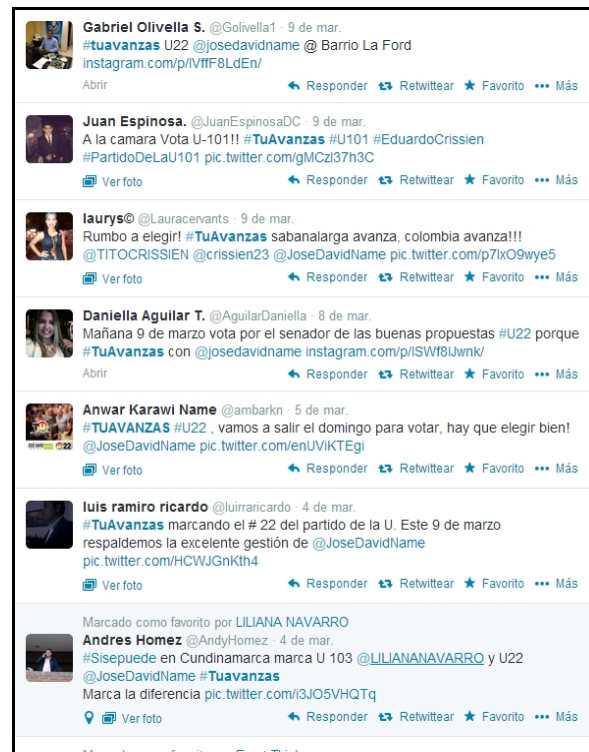 Gabriel Olivella S. @Golivella1 · 9 de mar.
#tuavanzas U22 @josedavidname @ Barrio La Ford
instagram.com/p/lVffF8LdEn/
Abrir Responder Retwittear Favorito Más
Juan Espinosa. @JuanEspinosaDC · 9 de mar.
A la camara Vota U-101!! #TuAvanzas #U101 #EduardoCrissien
#PartidoDeLaU101 pic.twitter.com/gMCzl37h3C
Ver foto Responder Retwittear Favorito Más
laurys© @Lauracervants · 9 de mar.
Rumbo a elegir! #TuAvanzas sabanalarga avanza, colombia avanza!!!
@TITOCRISSIEN @crissien23 @JoseDavidName pic.twitter.com/p7lxO9wye5
Ver foto Responder Retwittear Favorito Más
Daniella Aguilar T. @AguilarDaniella · 8 de mar.
Mañana 9 de marzo vota por el senador de las buenas propuestas #U22 porque
#TuAvanzas con @josedavidname instagram.com/p/lSWf8lJwnk/
Abrir Responder Retwittear Favorito Más
Anwar Karawi Name @ambarkn · 5 de mar.
#TUAVANZAS #U22 , vamos a salir el domingo para votar, hay que elegir bien!
@JoseDavidName pic.twitter.com/enUViKTEgi
Ver foto Responder Retwittear Favorito Más
luis ramiro ricardo @luirraricardo · 4 de mar.
#TuAvanzas marcando el # 22 del partido de la U. Este 9 de marzo
respaldemos la excelente gestión de @JoseDavidName
pic.twitter.com/HCWJGnKth4
Ver foto Responder Retwittear Favorito Más
Marcado como favorito por LILIANA NAVARRO
Andres Homez @AndyHomez · 4 de mar.
#Sisepuede en Cundinamarca marca U 103 @LILIANANAVARRO y U22
@JoseDavidName #Tuavanzas
Marca la diferencia pic.twitter.com/i3JO5VHQTq
Ver foto Responder Retwittear Favorito Más